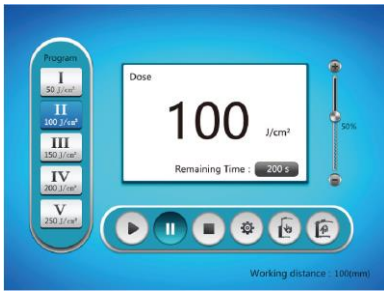 Program
I
50 J/cm²
II
100 J/cm²
III
150 J/cm²
IV
200 J/cm²
V
250 J/cm²
Dose
100 J/cm²
Remaining Time : 200 s
50%
Working distance : 100(mm)